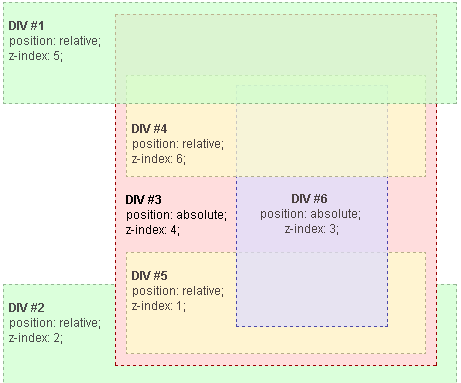 DIV #1
position: relative;
z-index: 5;
DIV #4
position: relative;
z-index: 6;
DIV #3
position: absolute;
z-index: 4;
DIV #6
position: absolute;
z-index: 3;
DIV #5
position: relative;
z-index: 1;
DIV #2
position: relative;
z-index: 2;